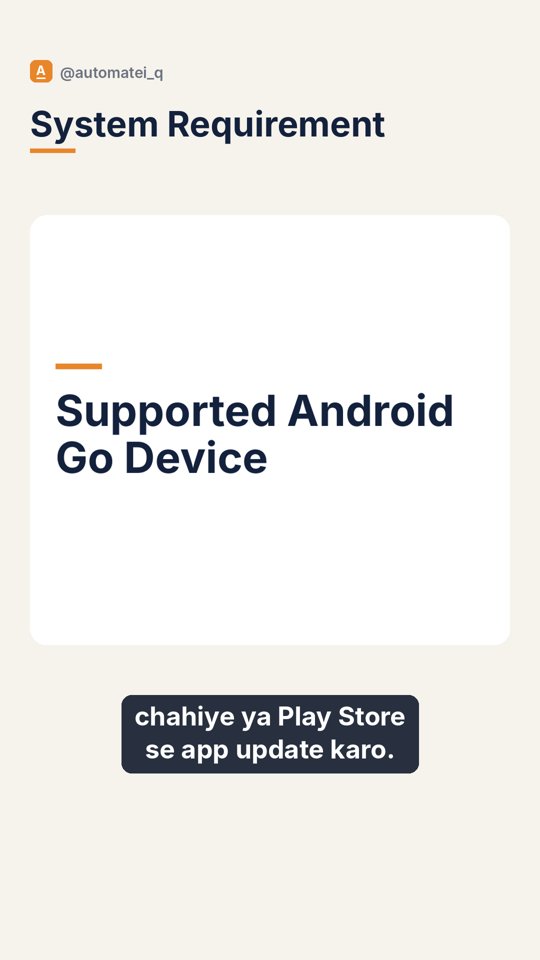 A
@automatei_q
System Requirement
Supported Android
Go Device
chahiye ya Play Store
se app update karo.